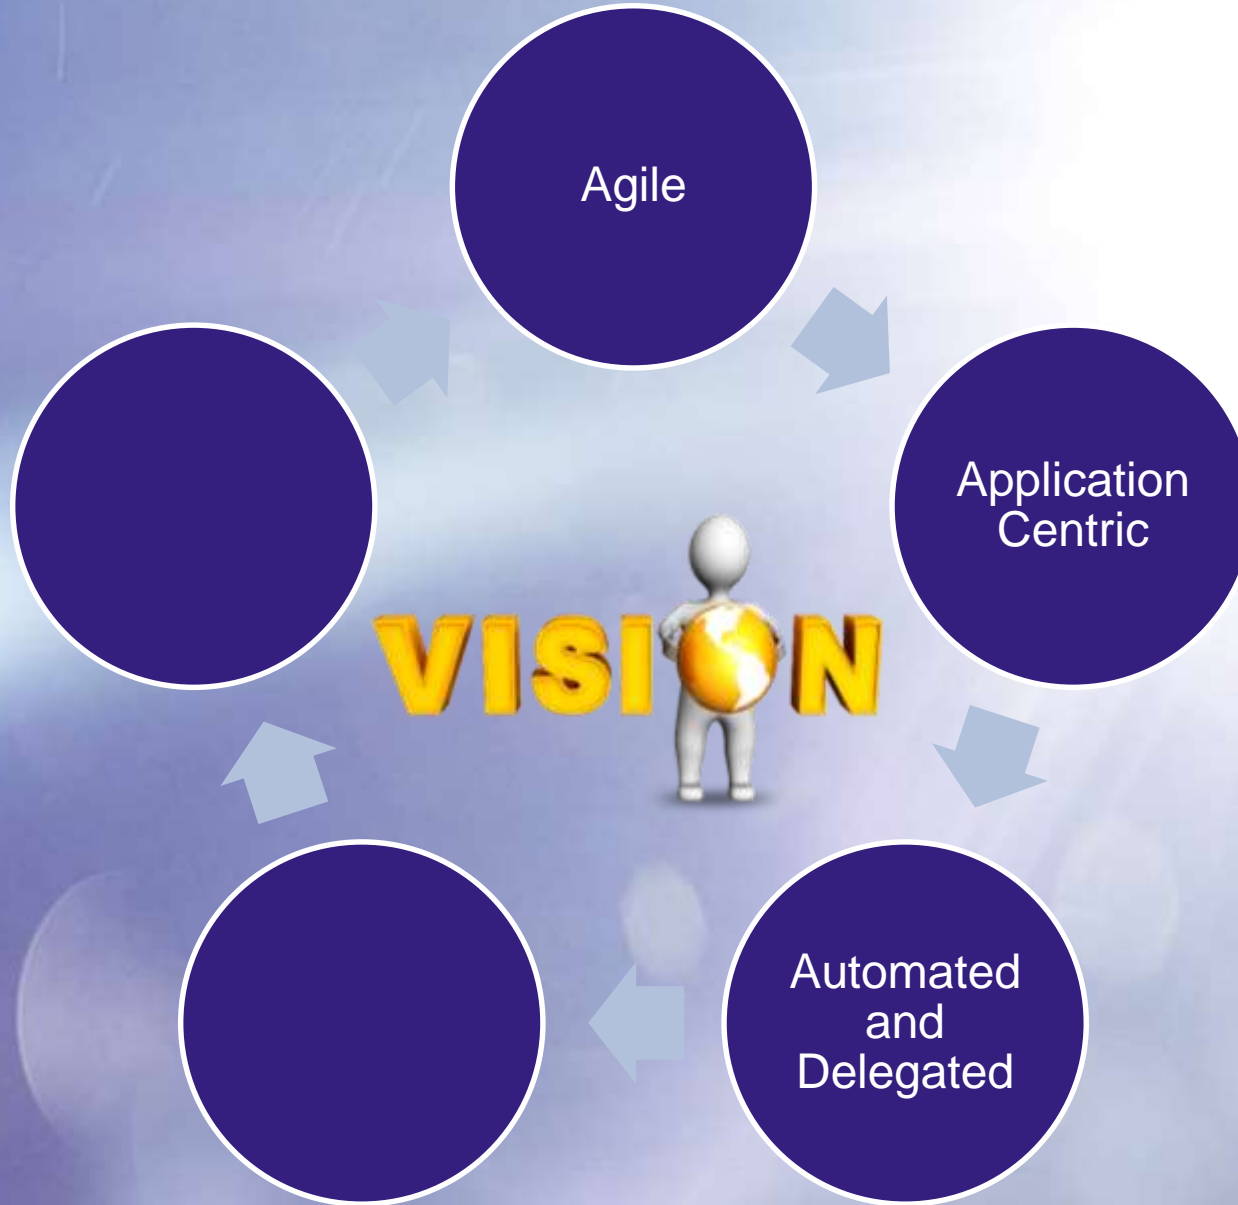 Agile
Application
Centric
VISION
Automated
and
Delegated